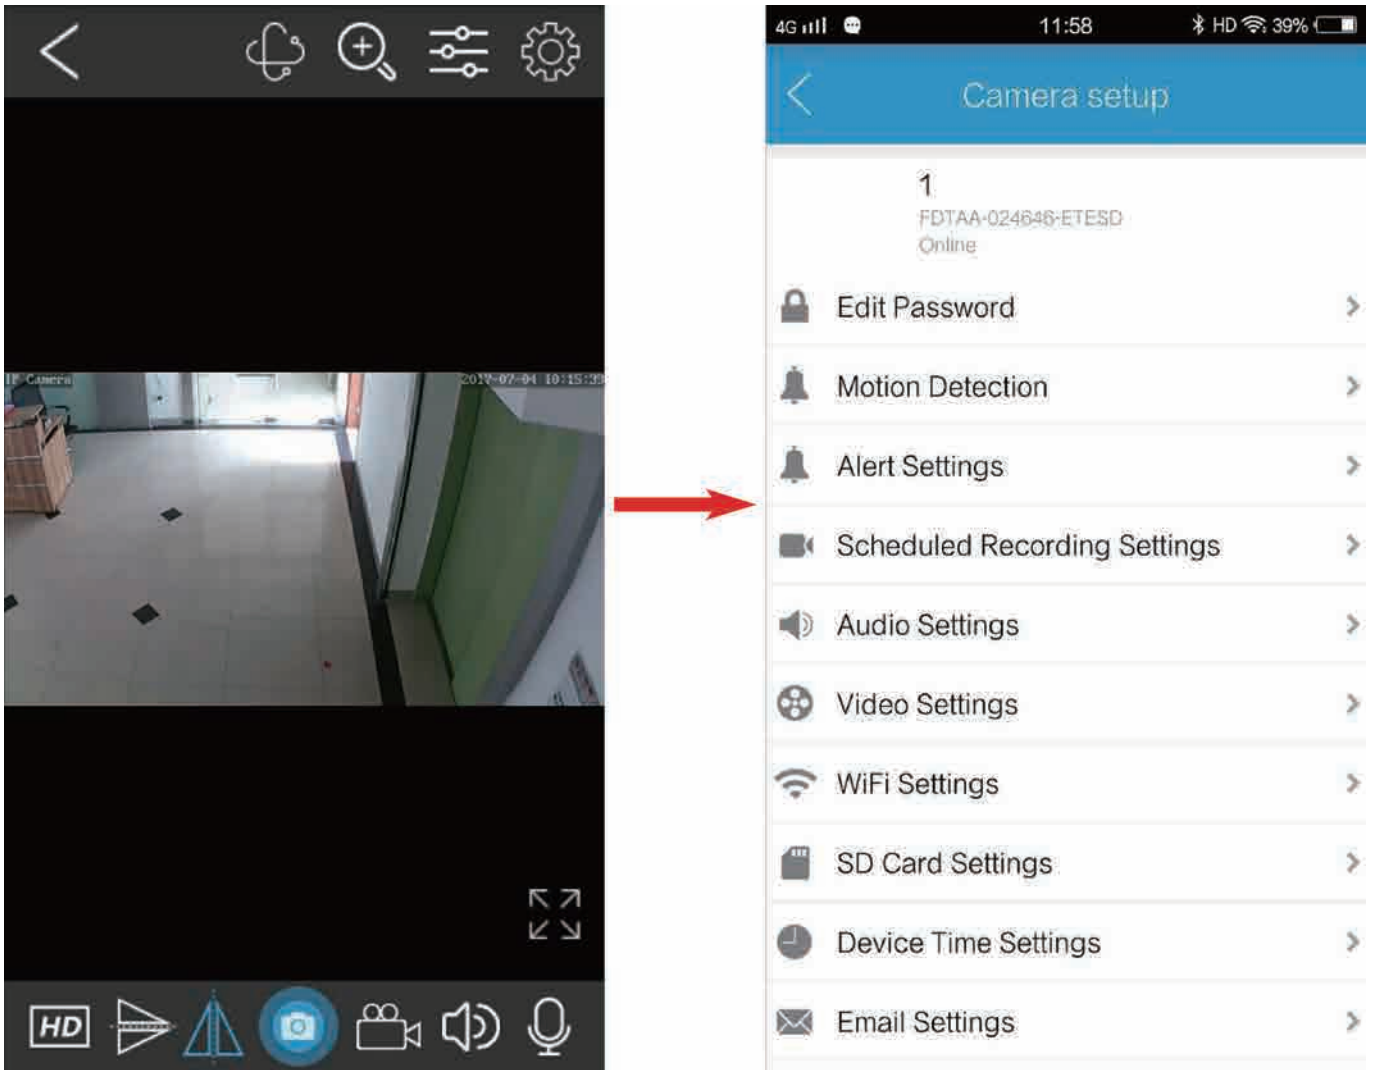 IP Camera
2017-07-04 10:15:33
HD
4G
11:58
HD
39%
Camera setup
1
FDTAA-024646-ETESD
Online
Edit Password
Motion Detection
Alert Settings
Scheduled Recording Settings
Audio Settings
Video Settings
WiFi Settings
SD Card Settings
Device Time Settings
Email Settings